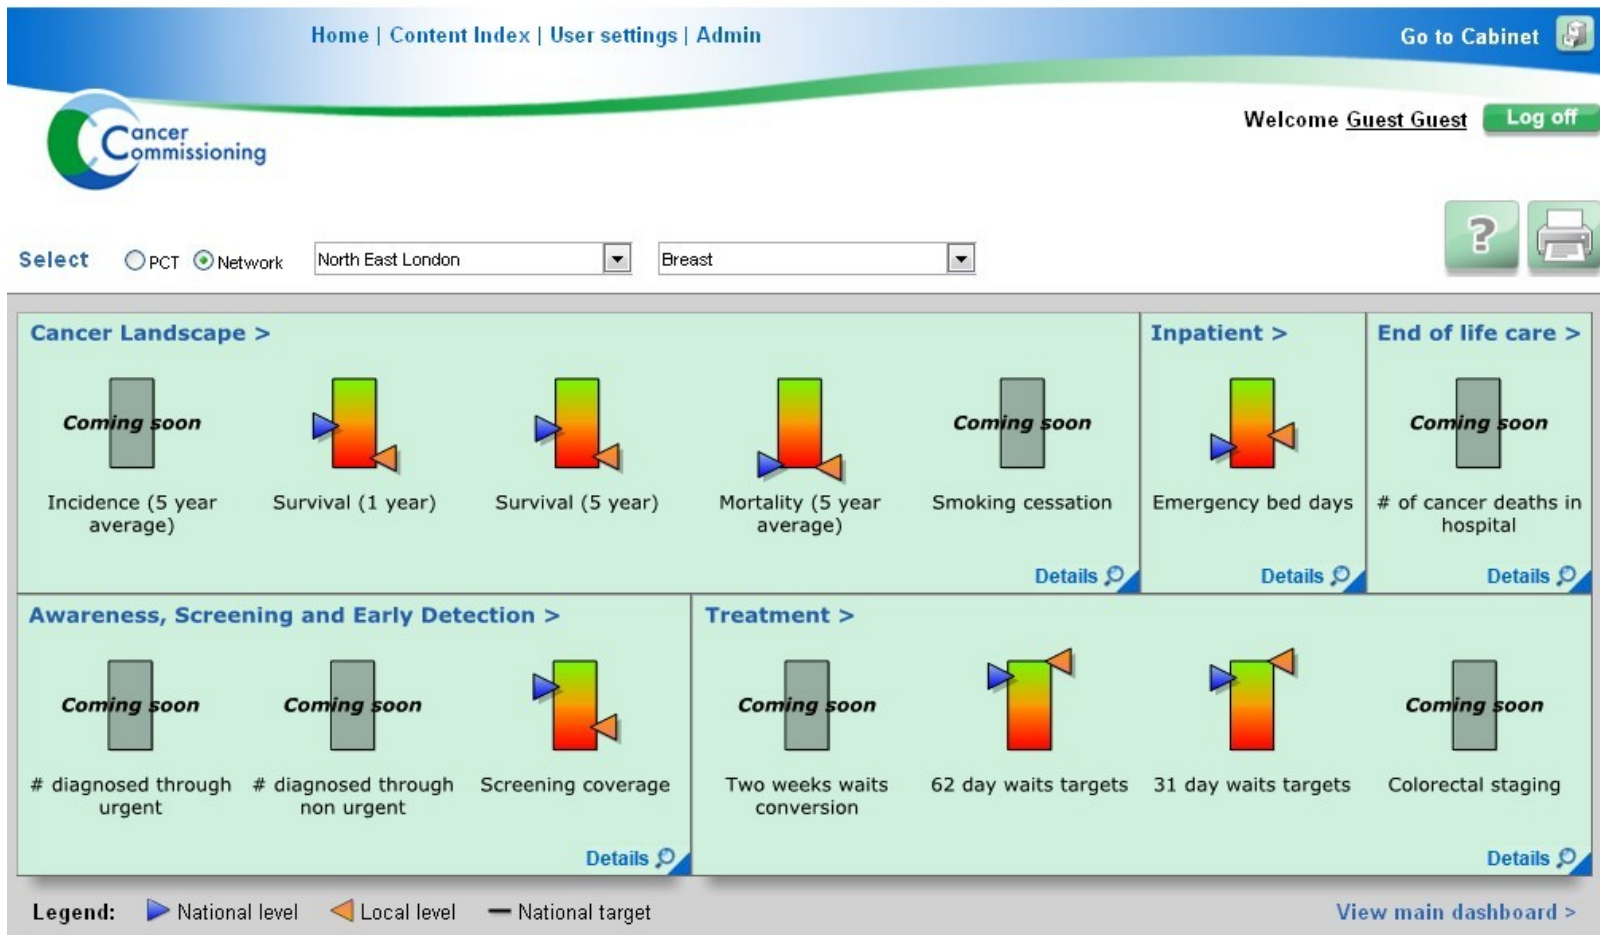 Home | Content Index | User settings | Admin
Go to Cabinet
Cancer
Commissioning
Welcome Guest Guest
Log off
?
Select PCT Network North East London Breast
Cancer Landscape >
Coming soon
Incidence (5 year
average)
Survival (1 year)
Survival (5 year)
Mortality (5 year
average)
Coming soon
Smoking cessation
Details
Inpatient >
Emergency bed days
Details
End of life care >
Coming soon
# of cancer deaths in
hospital
Details
Awareness, Screening and Early Detection >
Coming soon
# diagnosed through
urgent
Coming soon
# diagnosed through
non urgent
Screening coverage
Details
Treatment >
Coming soon
Two weeks waits
conversion
62 day waits targets
31 day waits targets
Coming soon
Colorectal staging
Details
Legend: National level Local level National target
View main dashboard >